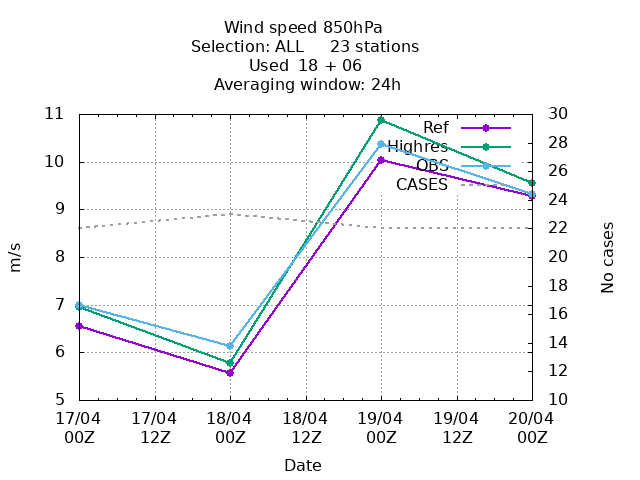 Wind speed 850hPa
Selection: ALL     23 stations
Used  18 + 06
Averaging window: 24h
11
10
9
8
7
6
5
m/s
30
28
26
24
22
20
18
16
14
12
10
No cases
Ref
Highres
OBS
CASES
17/04 17/04 18/04 18/04 19/04 19/04 20/04
00Z 12Z 00Z 12Z 00Z 12Z 00Z
Date